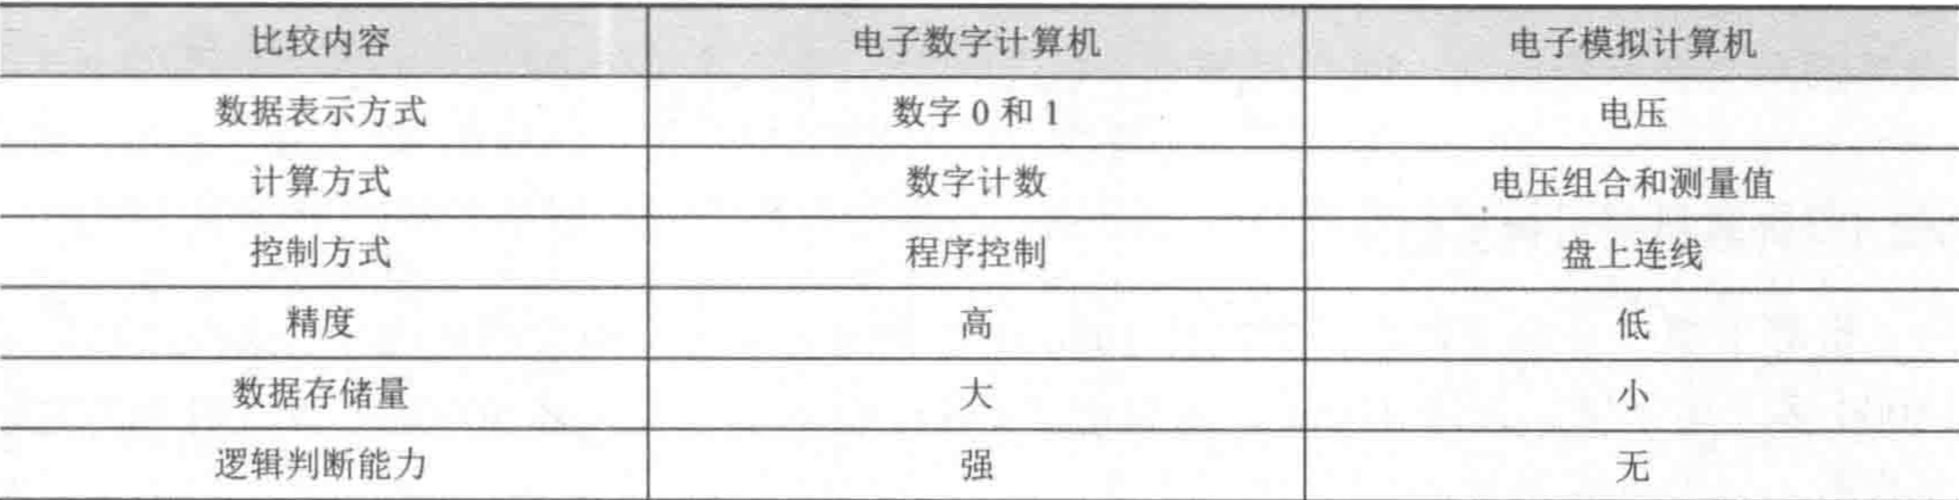 比较内容 电子数字计算机 电子模拟计算机
数据表示方式 数字 0 和 1 电压
计算方式 数字计数 电压组合和测量值
控制方式 程序控制 盘上连线
精度 高 低
数据存储量 大 小
逻辑判断能力 强 无